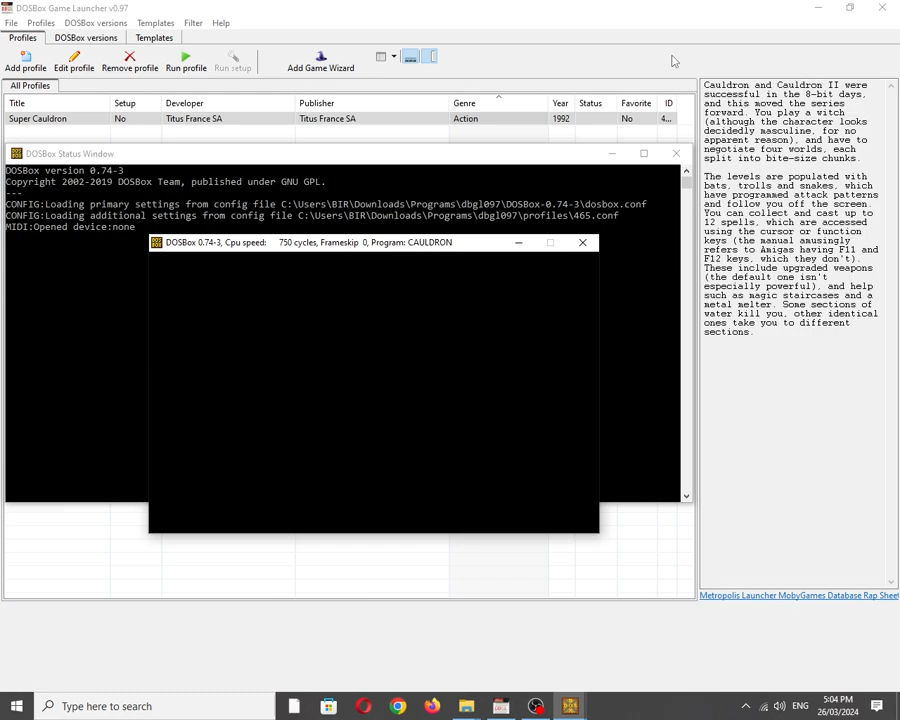 DOSBox Game Launcher v0.97
File Profiles DOSBox versions Templates Filter Help
Profiles DOSBox versions Templates
Add profile Edit profile Remove profile Run profile Run setup Add Game Wizard
All Profiles
Title Setup Developer Publisher Genre Year Status Favorite ID
Super Cauldron No Titus France SA Titus France SA Action 1992 No 4...
DOSBox Status Window
DOSBox version 0.74-3
Copyright 2002-2019 DOSBox Team, published under GNU GPL.
---
CONFIG:Loading primary settings from config file C:\Users\BIR\Downloads\Programs\dbgl097\DOSBox-0.74-3\dosbox.conf
CONFIG:Loading additional settings from config file C:\Users\BIR\Downloads\Programs\dbgl097\profiles\465.conf
MIDI:Opened device:none
DOSBox 0.74-3, Cpu speed: 750 cycles, Frameskip 0, Program: CAULDRON
Cauldron and Cauldron II were
successful in the 8-bit days,
and this moved the series
forward. You play a witch
(although the character looks
decidedly masculine, for no
apparent reason), and have to
negotiate four worlds, each
split into bite-size chunks.
The levels are populated with
bats, trolls and snakes, which
have programmed attack patterns
and follow you off the screen.
You can collect and cast up to
12 spells, which are accessed
using the cursor or function
keys (the manual amusingly
refers to Amigas having F11 and
F12 keys, which they don't).
These include upgraded weapons
(the default one isn't
especially powerful), and help
such as magic staircases and a
metal melter. Some sections of
water kill you, other identical
ones take you to different
sections.
Metropolis Launcher MobyGames Database Rap Sheet
Type here to search
ENG
5:04 PM
26/03/2024